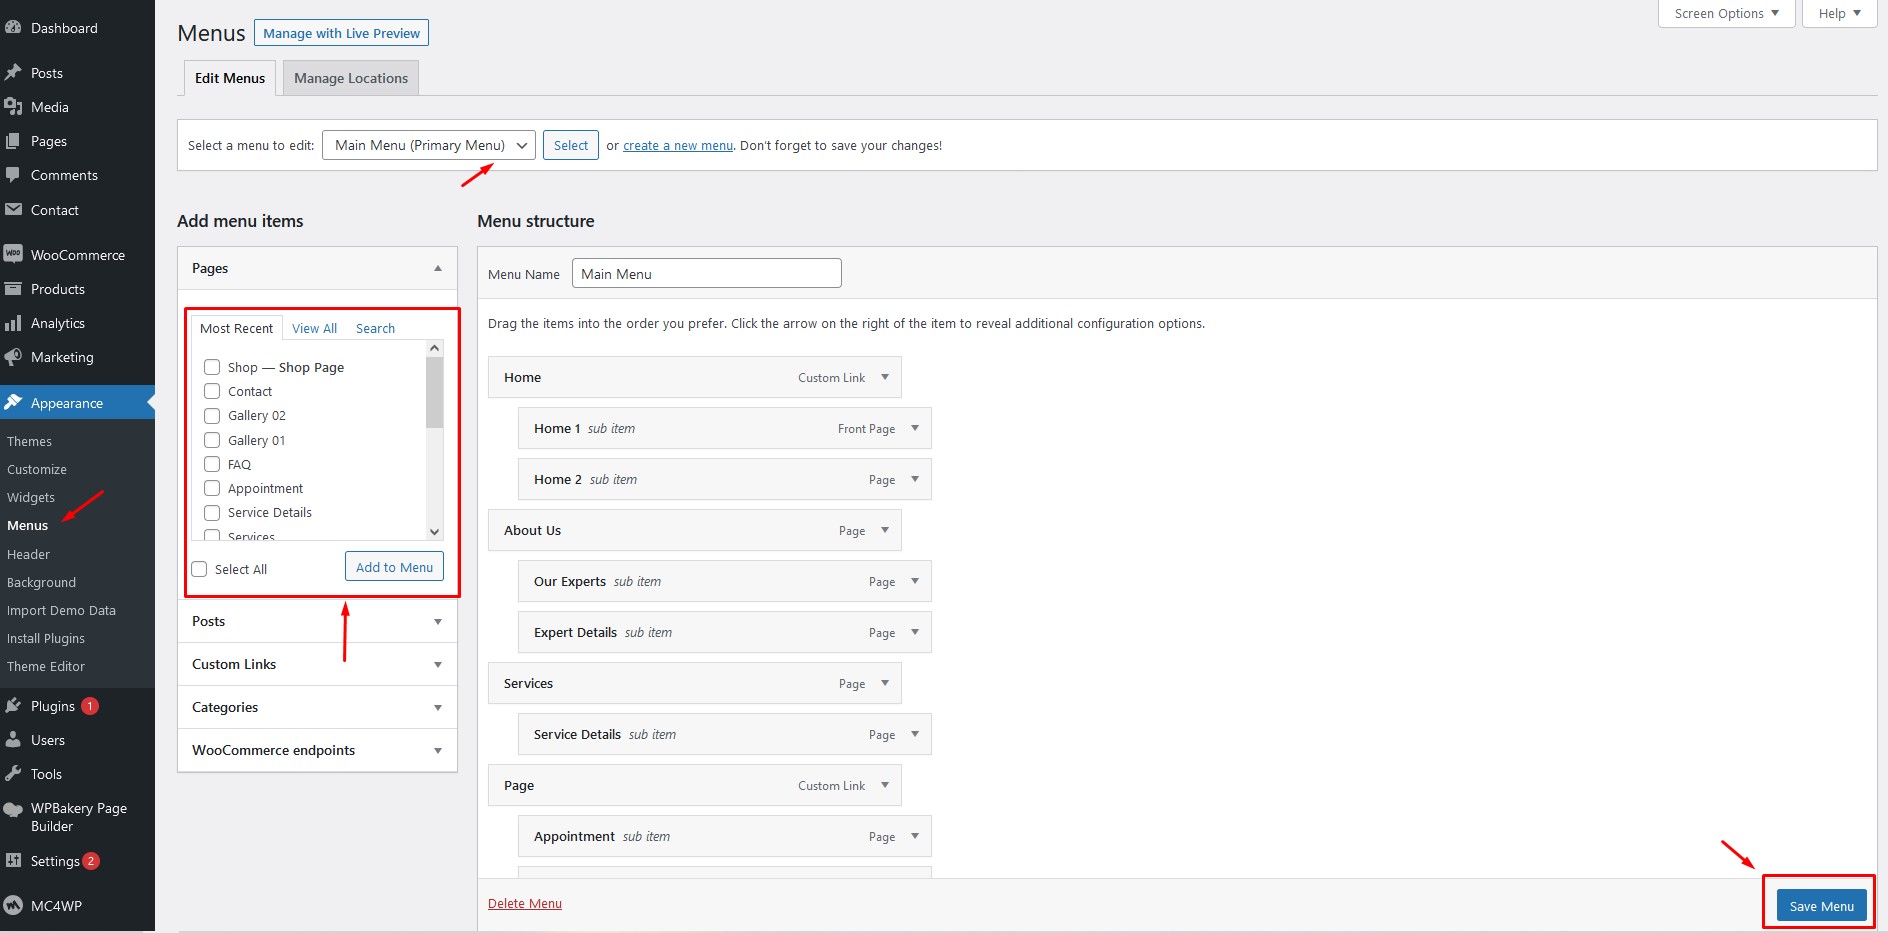 Dashboard
Posts
Media
Pages
Comments
Contact
WooCommerce
Products
Analytics
Marketing
Appearance
Themes
Customize
Widgets
Menus
Header
Background
Import Demo Data
Install Plugins
Theme Editor
Plugins 1
Users
Tools
WPBakery Page
Builder
Settings 2
MC4WP
Screen Options
Help
Menus
Manage with Live Preview
Edit Menus
Manage Locations
Select a menu to edit: Main Menu (Primary Menu) Select or create a new menu. Don't forget to save your changes!
Add menu items
Pages
Most Recent View All Search
Shop — Shop Page
Contact
Gallery 02
Gallery 01
FAQ
Appointment
Service Details
Services
Select All Add to Menu
Posts
Custom Links
Categories
WooCommerce endpoints
Menu structure
Menu Name Main Menu
Drag the items into the order you prefer. Click the arrow on the right of the item to reveal additional configuration options.
Home Custom Link
Home 1 sub item Front Page
Home 2 sub item Page
About Us Page
Our Experts sub item Page
Expert Details sub item Page
Services Page
Service Details sub item Page
Page Custom Link
Appointment sub item Page
Delete Menu
Save Menu